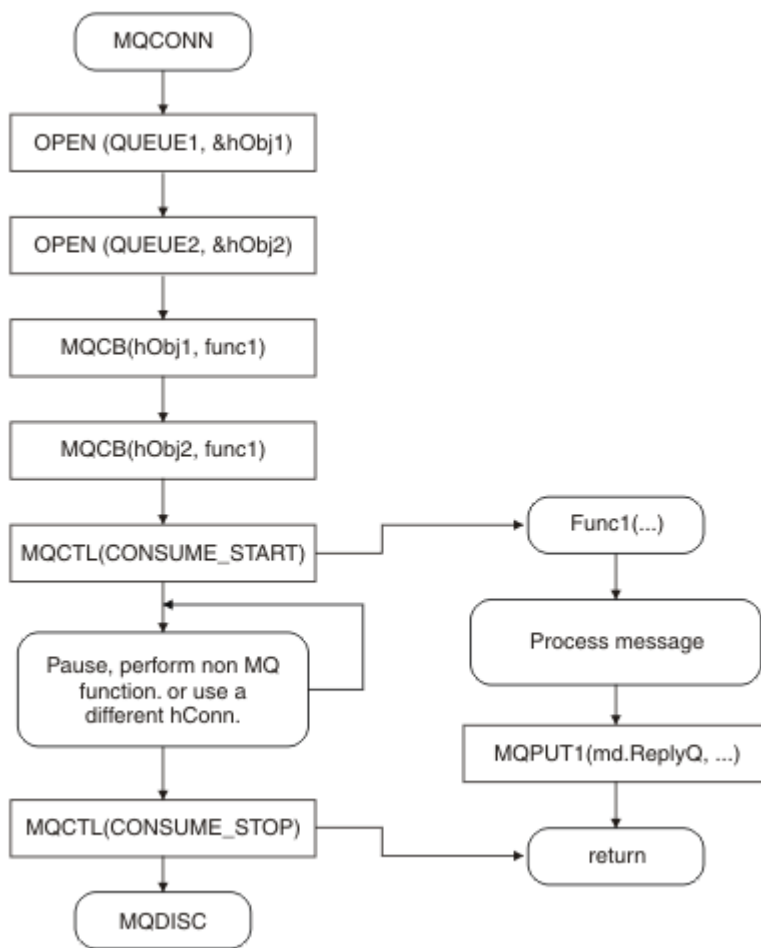 MQCONN
OPEN (QUEUE1, &hObj1)
OPEN (QUEUE2, &hObj2)
MQCB(hObj1, func1)
MQCB(hObj2, func1)
MQCTL(CONSUME_START)
Pause, perform non MQ
function. or use a
different hConn.
MQCTL(CONSUME_STOP)
MQDISC
Func1(...)
Process message
MQPUT1(md.ReplyQ, ...)
return